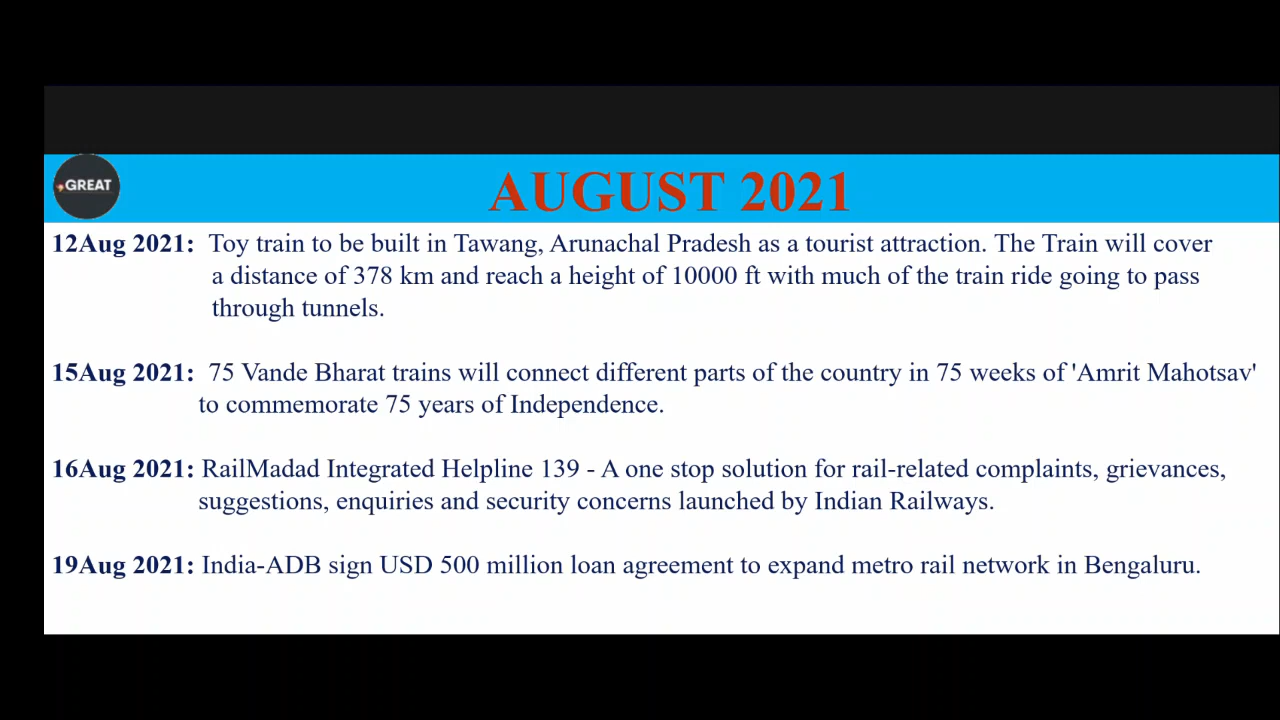 GREAT
AUGUST 2021
12Aug 2021: Toy train to be built in Tawang, Arunachal Pradesh as a tourist attraction. The Train will cover
a distance of 378 km and reach a height of 10000 ft with much of the train ride going to pass
through tunnels.
15Aug 2021: 75 Vande Bharat trains will connect different parts of the country in 75 weeks of 'Amrit Mahotsav'
to commemorate 75 years of Independence.
16Aug 2021: RailMadad Integrated Helpline 139 - A one stop solution for rail-related complaints, grievances,
suggestions, enquiries and security concerns launched by Indian Railways.
19Aug 2021: India-ADB sign USD 500 million loan agreement to expand metro rail network in Bengaluru.